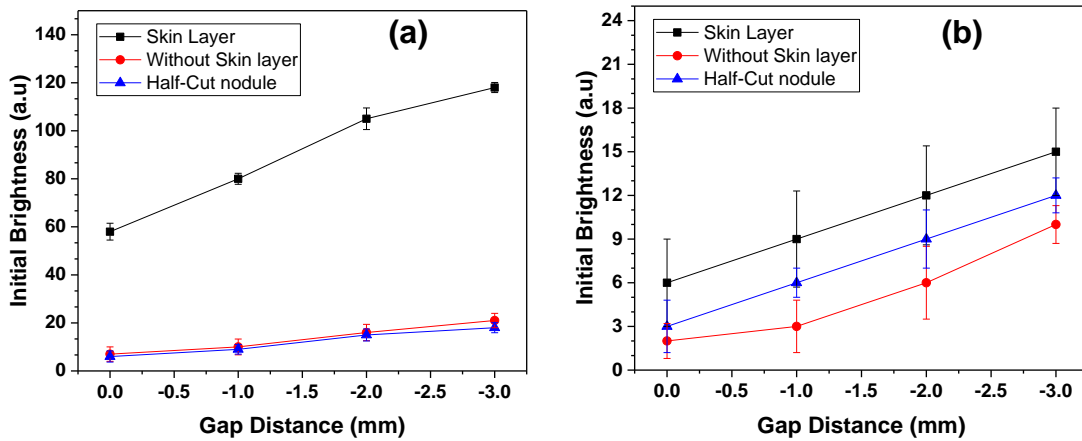 (a)
Skin Layer
Without Skin layer
Half-Cut nodule
Initial Brightness (a.u)
140
120
100
80
60
40
20
0
0.0 -0.5 -1.0 -1.5 -2.0 -2.5 -3.0
Gap Distance (mm)
(b)
Skin Layer
Without Skin layer
Half-Cut nodule
Initial Brightness (a.u)
24
21
18
15
12
9
6
3
0
0.0 -0.5 -1.0 -1.5 -2.0 -2.5 -3.0
Gap Distance (mm)